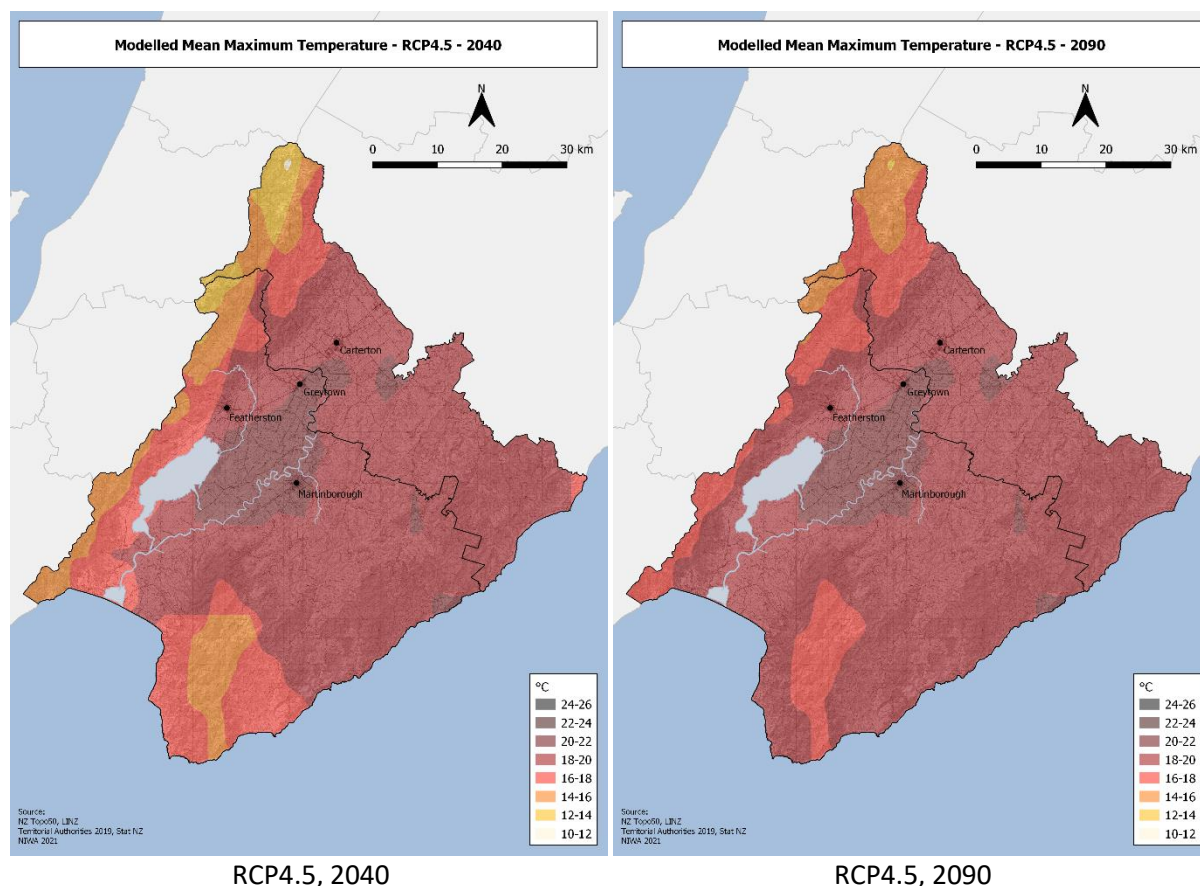 Modelled Mean Maximum Temperature - RCP4.5 - 2040
N
0 10 20 30 km
Carterton
Greytown
Featherston
Martinborough
°C
24-26
22-24
20-22
18-20
16-18
14-16
12-14
10-12
Source:
NZ Topo50, LINZ
Territorial Authorities 2019, Stat NZ
NIWA 2021
RCP4.5, 2040
Modelled Mean Maximum Temperature - RCP4.5 - 2090
N
0 10 20 30 km
Carterton
Greytown
Featherston
Martinborough
°C
24-26
22-24
20-22
18-20
16-18
14-16
12-14
10-12
Source:
NZ Topo50, LINZ
Territorial Authorities 2019, Stat NZ
NIWA 2021
RCP4.5, 2090